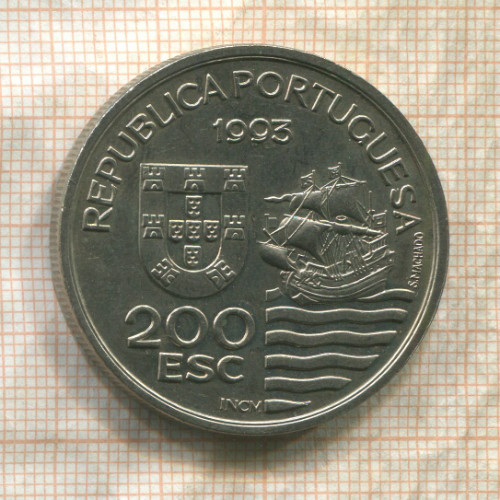 REPUBLICA PORTUGUESA
1993
S.MACHADO
200
ESC
INCM